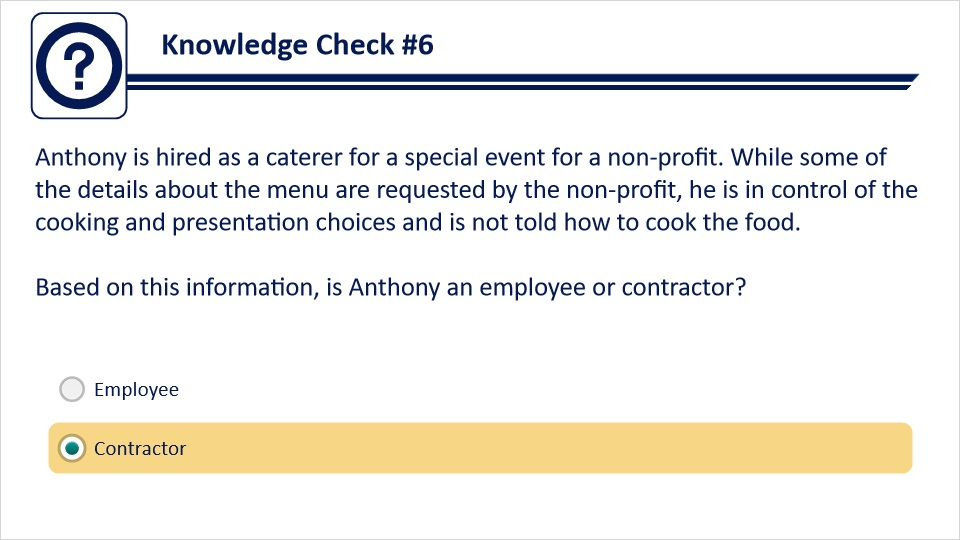 ?
Knowledge Check #6
Anthony is hired as a caterer for a special event for a non-profit. While some of
the details about the menu are requested by the non-profit, he is in control of the
cooking and presentation choices and is not told how to cook the food.
Based on this information, is Anthony an employee or contractor?
Employee
Contractor